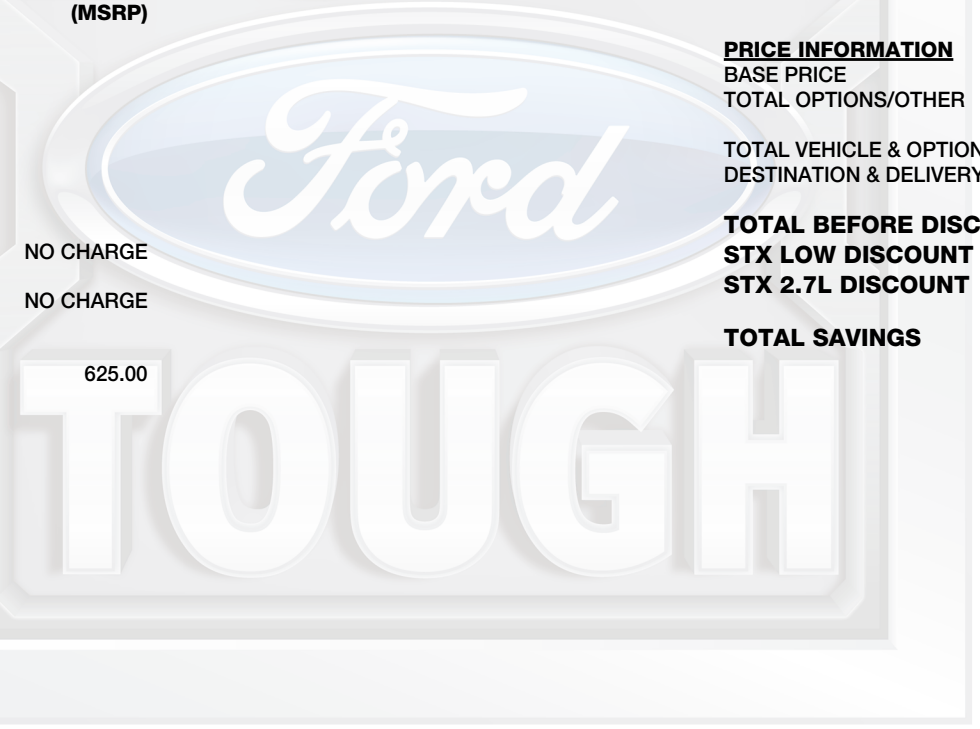 (MSRP)
NO CHARGE
NO CHARGE
625.00
Ford
TOUGH
PRICE INFORMATION
BASE PRICE
TOTAL OPTIONS/OTHER
TOTAL VEHICLE & OPTION
DESTINATION & DELIVERY
TOTAL BEFORE DISC
STX LOW DISCOUNT
STX 2.7L DISCOUNT
TOTAL SAVINGS